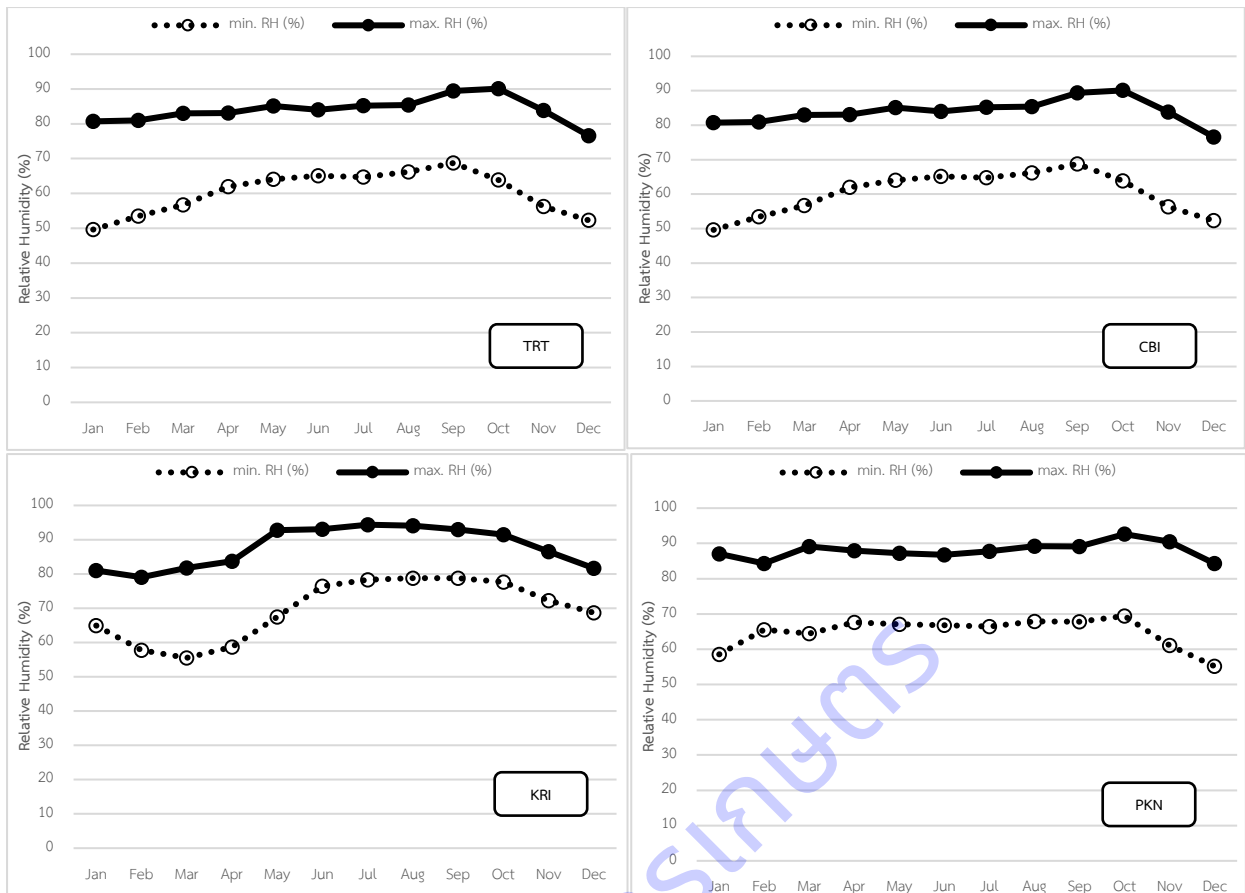 min. RH (%) max. RH (%)
Relative Humidity (%)
100
90
80
70
60
50
40
30
20
10
0
TRT
Jan Feb Mar Apr May Jun Jul Aug Sep Oct Nov Dec
min. RH (%) max. RH (%)
Relative Humidity (%)
100
90
80
70
60
50
40
30
20
10
0
CBI
Jan Feb Mar Apr May Jun Jul Aug Sep Oct Nov Dec
min. RH (%) max. RH (%)
Relative Humidity (%)
100
90
80
70
60
50
40
30
20
10
0
KRI
Jan Feb Mar Apr May Jun Jul Aug Sep Oct Nov Dec
min. RH (%) max. RH (%)
Relative Humidity (%)
100
90
80
70
60
50
40
30
20
10
0
PKN
Jan Feb Mar Apr May Jun Jul Aug Sep Oct Nov Dec
รเกษตร